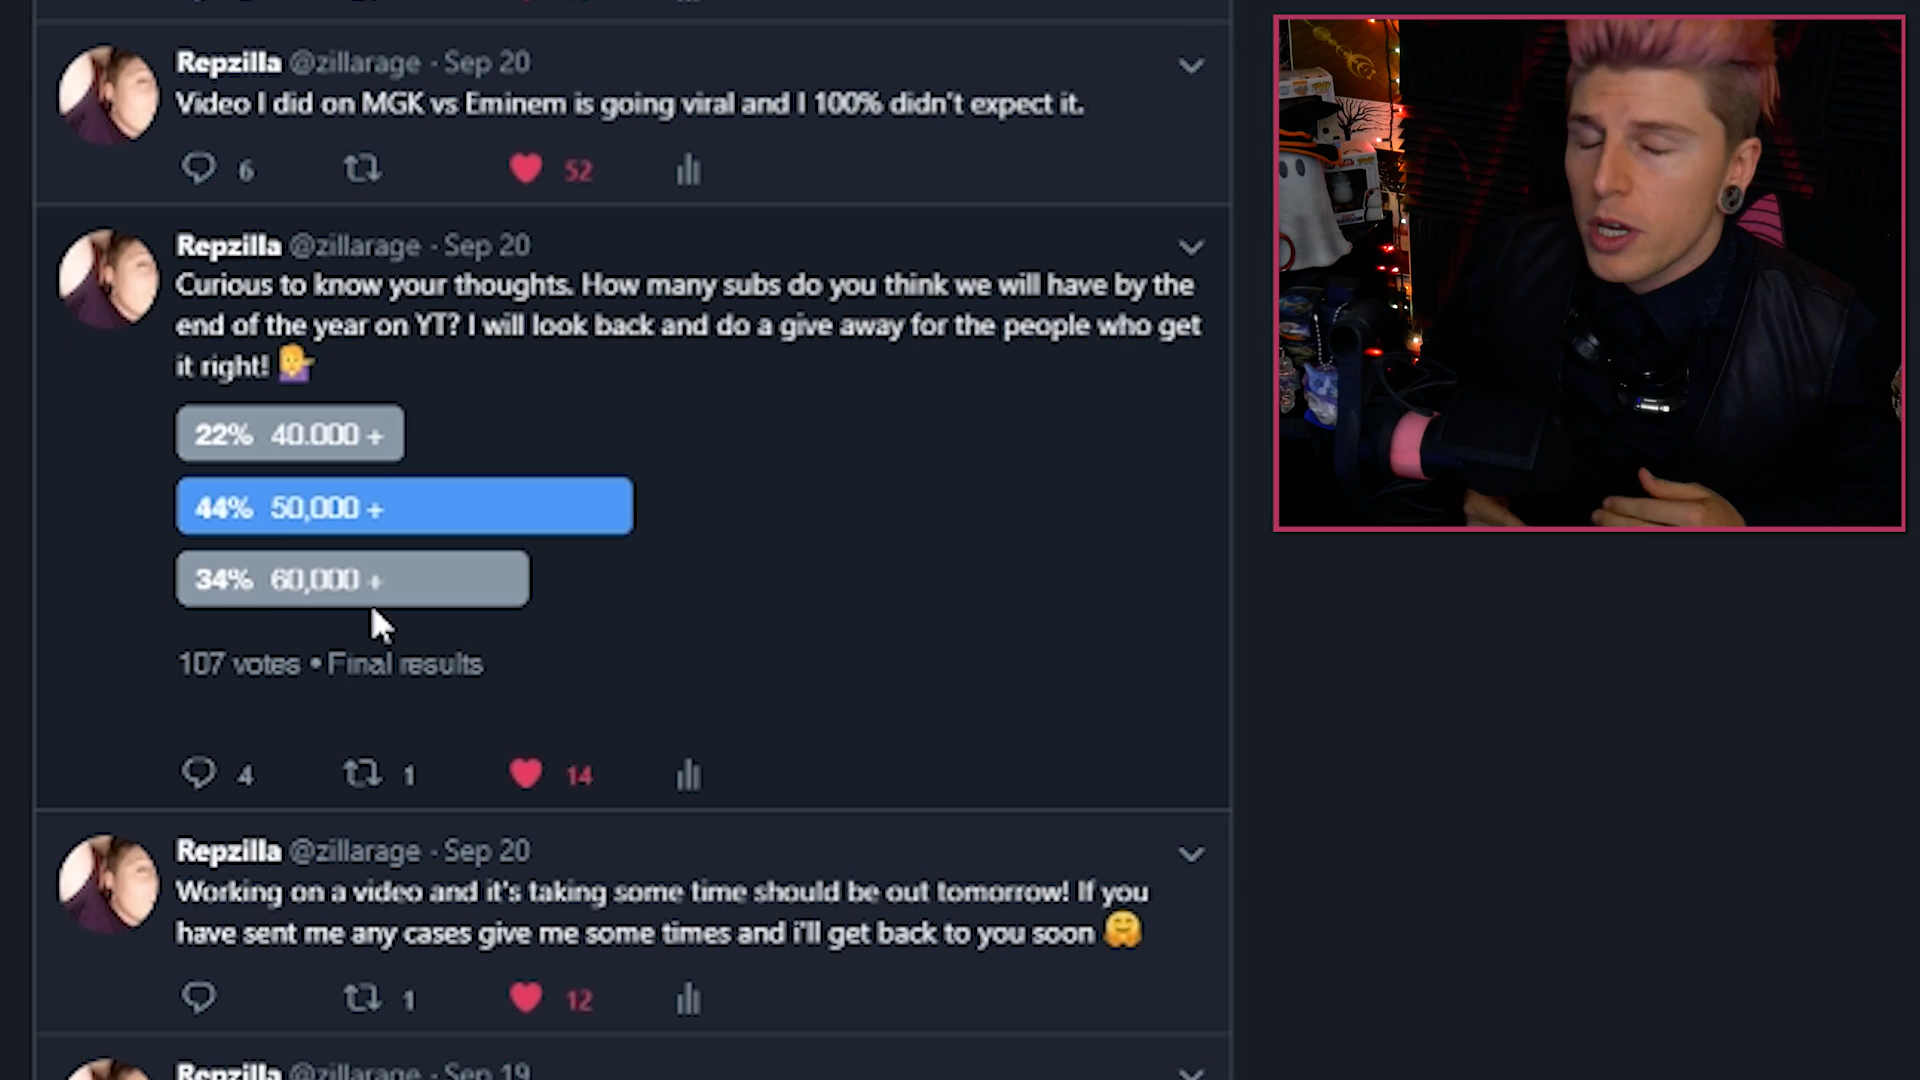 Repzilla @zillarage · Sep 20
Video I did on MGK vs Eminem is going viral and I 100% didn't expect it.
6 52
Repzilla @zillarage · Sep 20
Curious to know your thoughts. How many subs do you think we will have by the
end of the year on YT? I will look back and do a give away for the people who get
it right! 💁
22% 40.000 +
44% 50,000 +
34% 60,000 +
107 votes • Final results
4 1 14
Repzilla @zillarage · Sep 20
Working on a video and it's taking some time should be out tomorrow! If you
have sent me any cases give me some times and i'll get back to you soon 🤗
1 12
Repzilla @zillarage · Sep 19